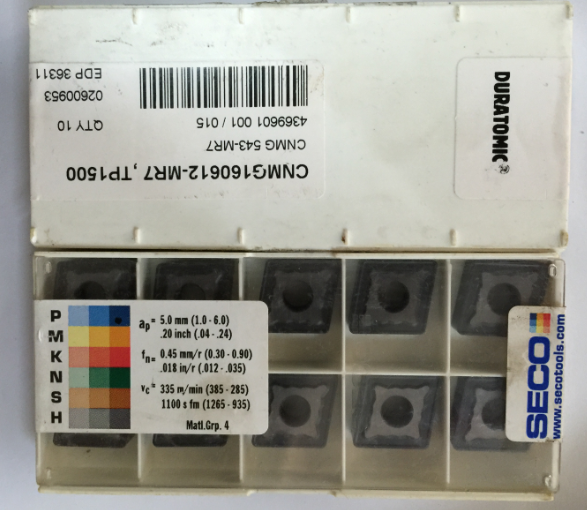 CNMG160612-MR7, TP1500
CNMG 543-MR7
4369601 001 / 015
QTY 10
02600953
EDP 36311
DURATOMIC ®
P
M
K
N
S
H
ap= 5.0 mm (1.0 - 6.0)
.20 inch (.04 - .24)
fn= 0.45 mm/r (0.30 - 0.90)
.018 in/r (.012 - .035)
vc= 335 m/min (385 - 285)
1100 s fm (1265 - 935)
Matl.Grp. 4
SECO
www.secotools.com